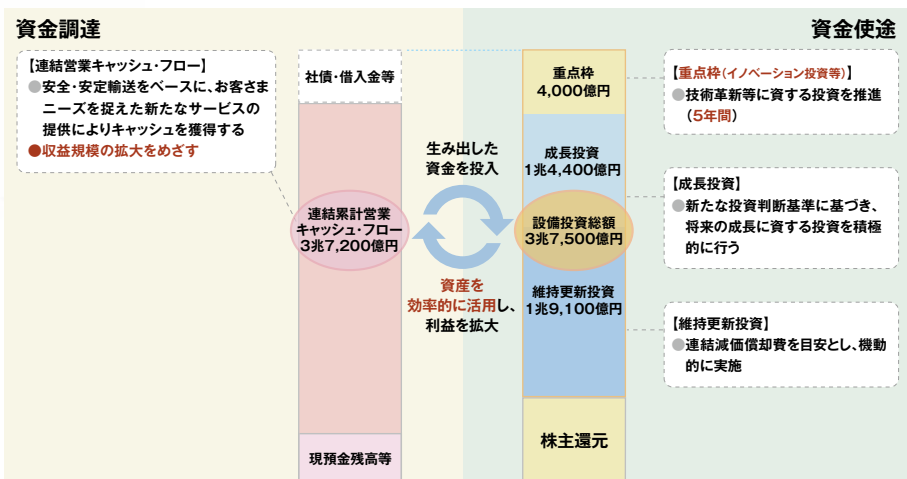 資金調達
資金使途
【連結営業キャッシュ・フロー】
●安全・安定輸送をベースに、お客さま
ニーズを捉えた新たなサービスの
提供によりキャッシュを獲得する
●収益規模の拡大をめざす
社債・借入金等
連結累計営業
キャッシュ・フロー
3兆7,200億円
現預金残高等
生み出した
資金を投入
資産を
効率的に活用し、
利益を拡大
重点枠
4,000億円
成長投資
1兆4,400億円
設備投資総額
3兆7,500億円
維持更新投資
1兆9,100億円
株主還元
【重点枠(イノベーション投資等)】
●技術革新等に資する投資を推進
(5年間)
【成長投資】
●新たな投資判断基準に基づき、
将来の成長に資する投資を積極
的に行う
【維持更新投資】
●連結減価償却費を目安とし、機動
的に実施